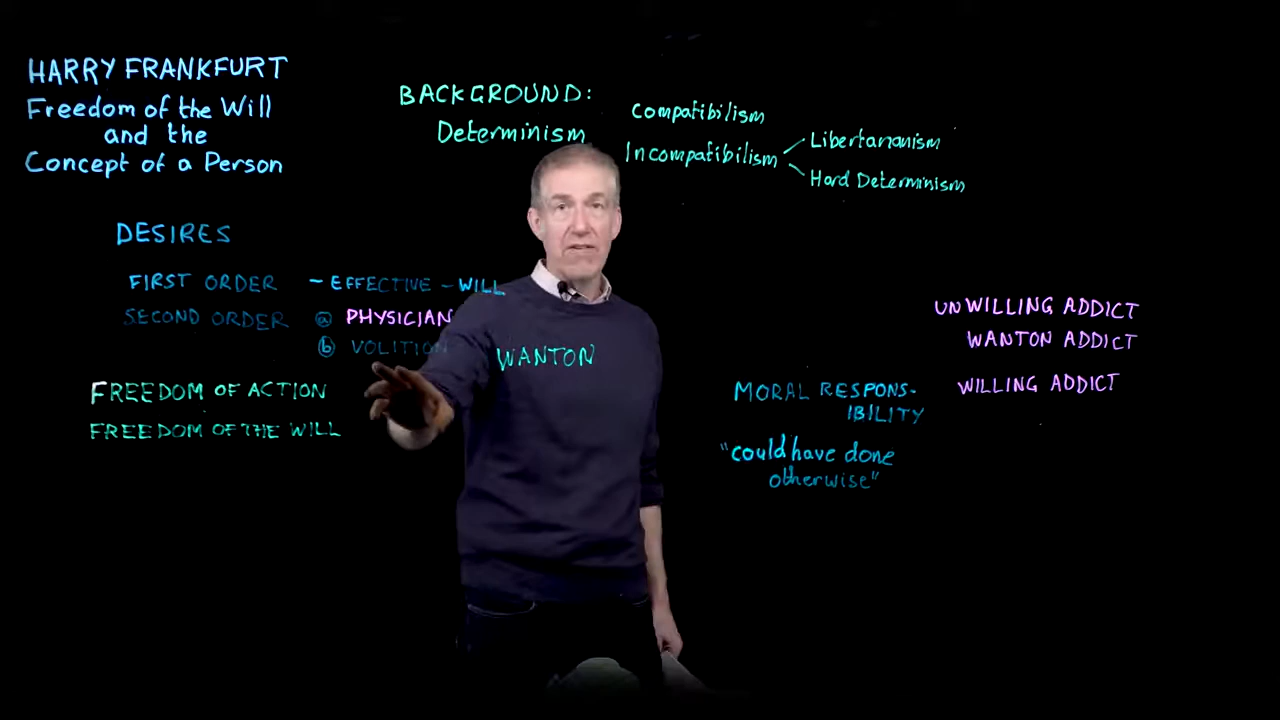 HARRY FRANKFURT
Freedom of the Will
and the
Concept of a Person
BACKGROUND:
Determinism
Compatibilism
Incompatibilism
Libertarianism
Hard Determinism
DESIRES
FIRST ORDER - EFFECTIVE - WILL
SECOND ORDER ⓐ PHYSICIAN
ⓑ VOLITION
WANTON
FREEDOM OF ACTION
FREEDOM OF THE WILL
UNWILLING ADDICT
WANTON ADDICT
WILLING ADDICT
MORAL RESPONS-
IBILITY
"could have done
otherwise"